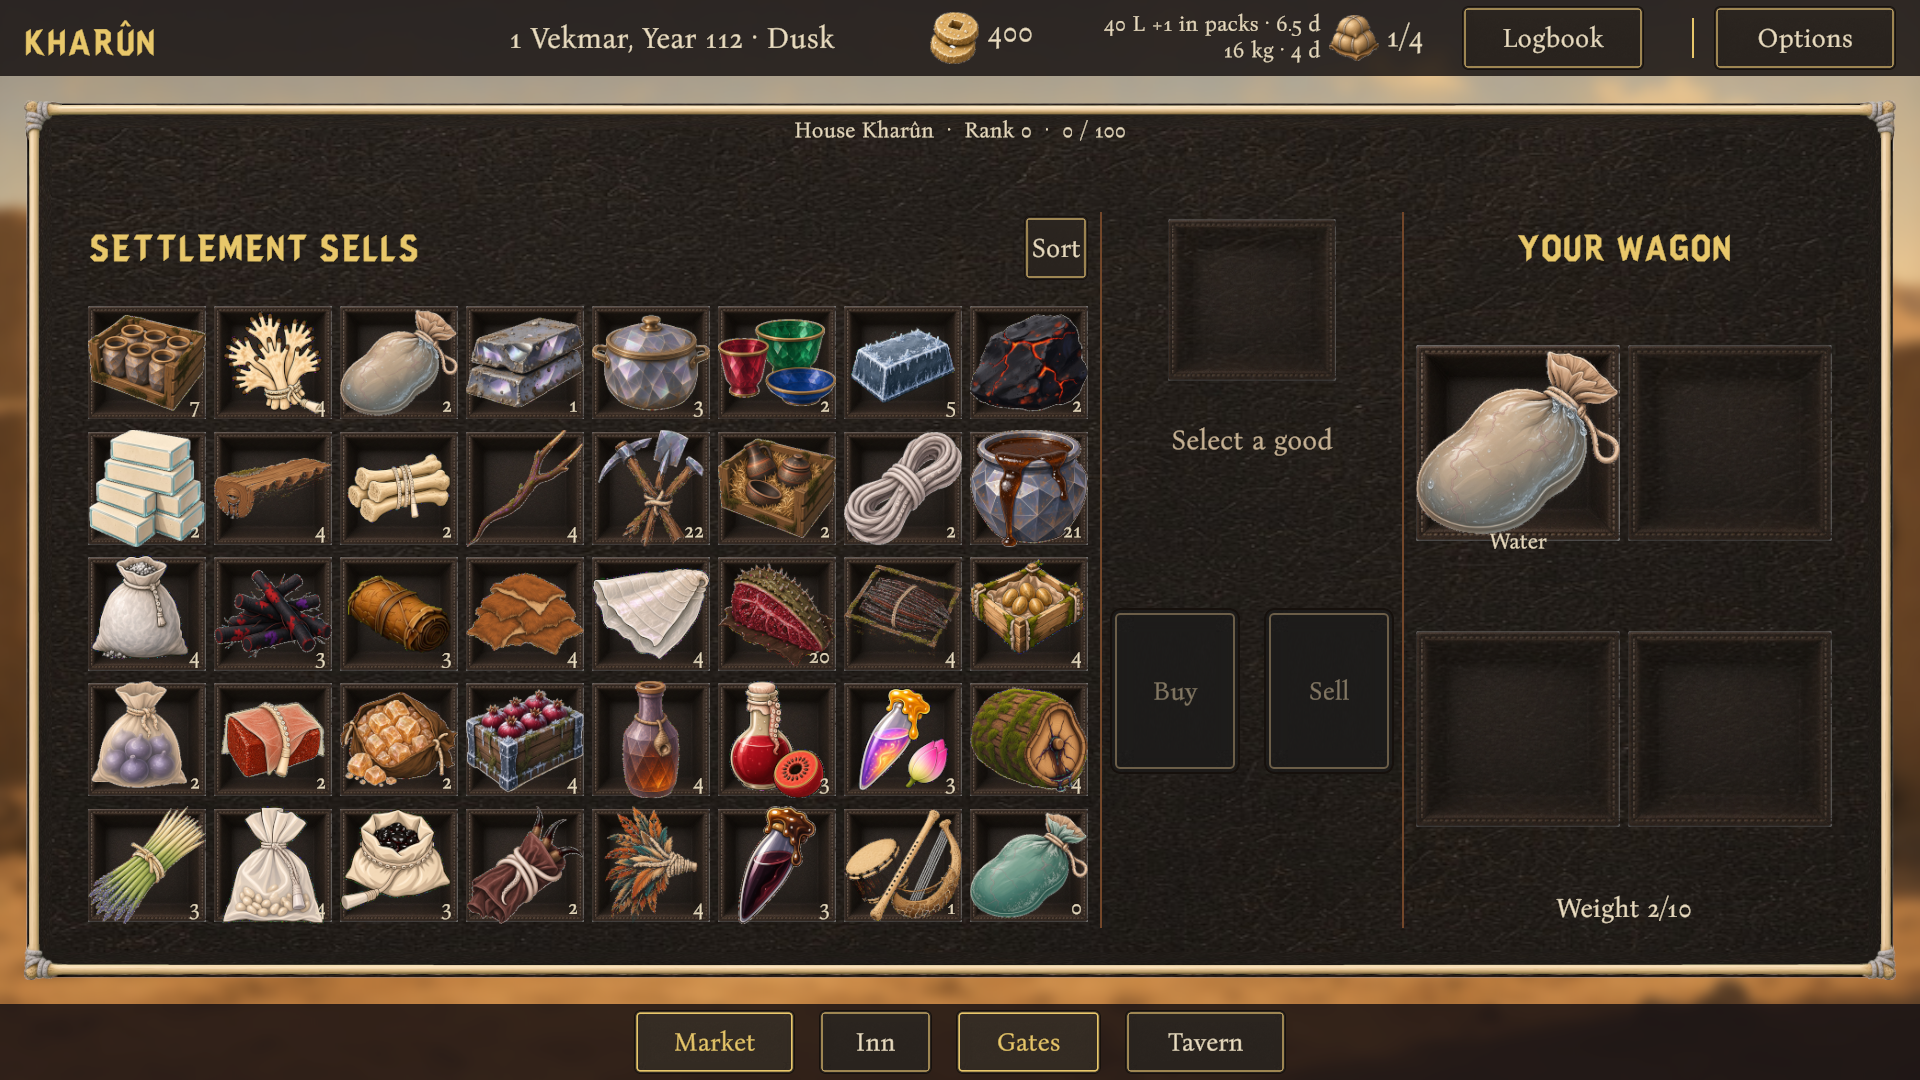 KHARÛN
1 Vekmar, Year 112 · Dusk
400
40 L +1 in packs · 6.5 d
16 kg · 4 d
1/4
Logbook
Options
House Kharûn · Rank 0 · 0 / 100
SETTLEMENT SELLS
Sort
YOUR WAGON
7 4 2 1 3 2 5 2
2 4 2 4 22 2 2 21
4 3 3 4 4 20 4 4
2 2 2 4 4 3 3 4
3 4 3 2 4 3 1 0
Select a good
Buy
Sell
Water
Weight 2/10
Market
Inn
Gates
Tavern